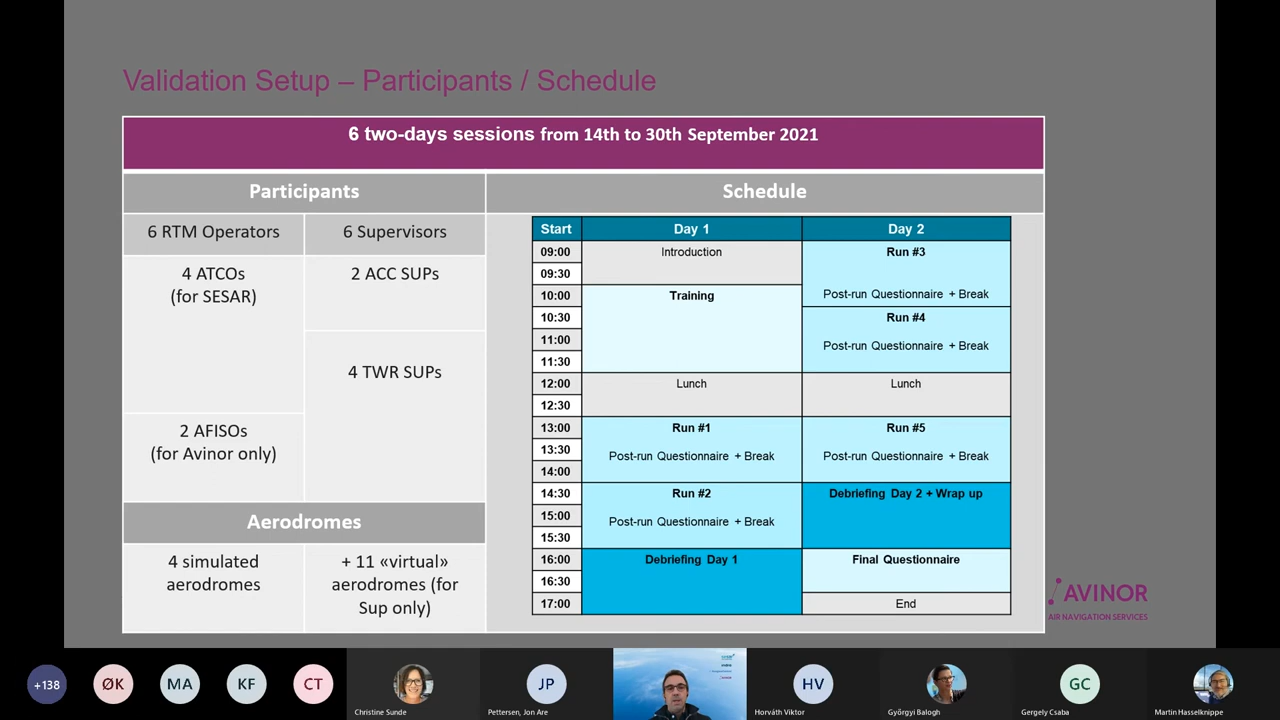 Validation Setup – Participants / Schedule
6 two-days sessions from 14th to 30th September 2021
Participants
Schedule
6 RTM Operators
6 Supervisors
4 ATCOs
(for SESAR)
2 ACC SUPs
4 TWR SUPs
2 AFISOs
(for Avinor only)
Aerodromes
4 simulated
aerodromes
+ 11 «virtual»
aerodromes (for
Sup only)
Start
Day 1
Day 2
09:00
Introduction
Run #3
09:30
10:00
Training
Post-run Questionnaire + Break
10:30
Run #4
11:00
Post-run Questionnaire + Break
11:30
12:00
Lunch
Lunch
12:30
13:00
Run #1
Run #5
13:30
Post-run Questionnaire + Break
Post-run Questionnaire + Break
14:00
14:30
Run #2
Debriefing Day 2 + Wrap up
15:00
Post-run Questionnaire + Break
15:30
16:00
Debriefing Day 1
Final Questionnaire
16:30
17:00
End
AVINOR
AIR NAVIGATION SERVICES
+138
ØK
MA
KF
CT
Christine Sunde
JP
Pettersen, Jon Are
HV
Horváth Viktor
Györgyi Balogh
GC
Gergely Csaba
Martin Hasselknippe